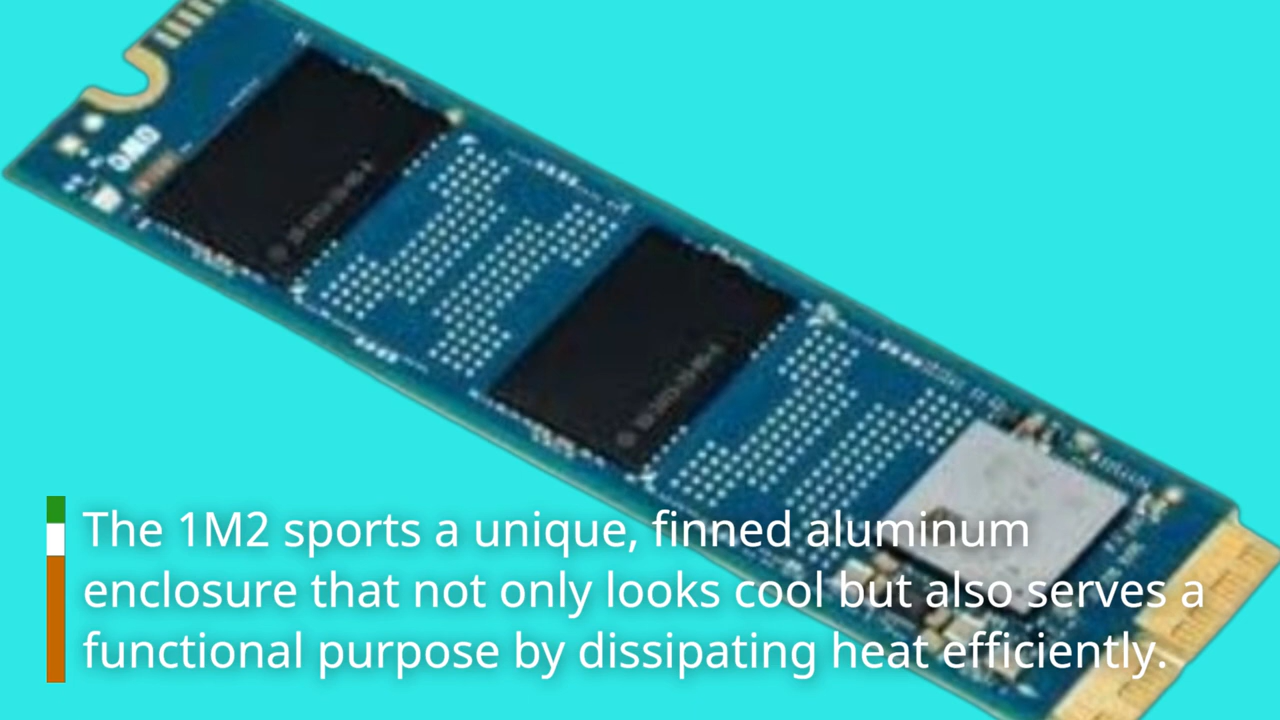 The 1M2 sports a unique, finned aluminum
enclosure that not only looks cool but also serves a
functional purpose by dissipating heat efficiently.